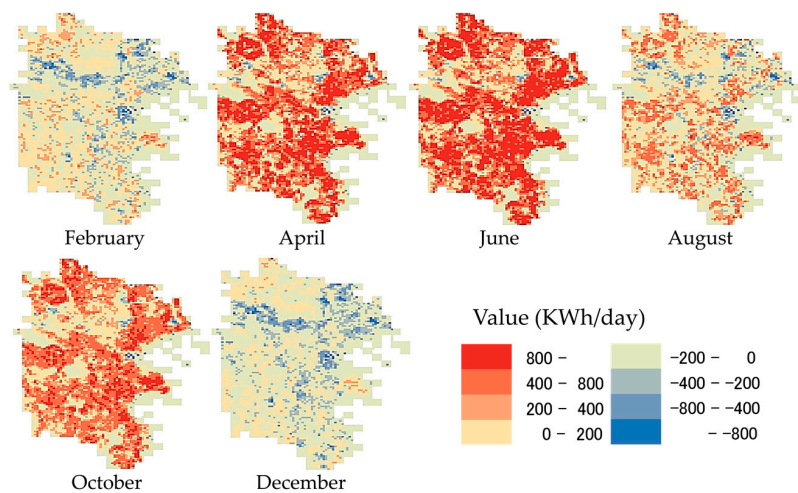 February
April
June
August
October
December
Value (KWh/day)
800 -
400 - 800
200 - 400
0 - 200
-200 - 0
-400 - -200
-800 - -400
- -800